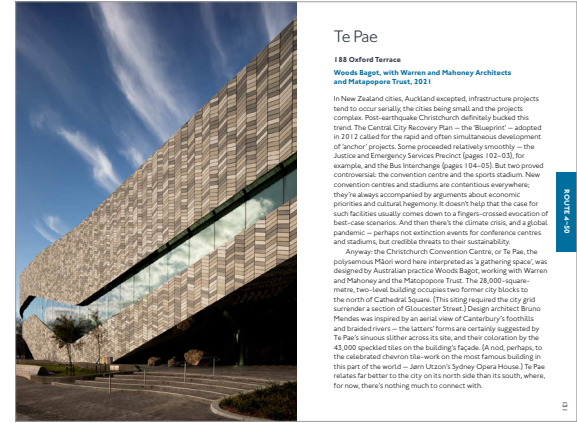 Te Pae
188 Oxford Terrace
Woods Bagot, with Warren and Mahoney Architects
and Matapopore Trust, 2021
In New Zealand cities, Auckland excepted, infrastructure projects
tend to occur serially, the cities being small and the projects
complex. Post-earthquake Christchurch definitely bucked this
trend. The Central City Recovery Plan — the ‘Blueprint’ — adopted
in 2012 called for the rapid and often simultaneous development
of ‘anchor’ projects. Some proceeded relatively smoothly — the
Justice and Emergency Services Precinct (pages 102–03), for
example, and the Bus Interchange (pages 104–05). But two proved
controversial: the convention centre and the sports stadium. New
convention centres and stadiums are contentious everywhere;
they’re always accompanied by arguments about economic
priorities and cultural hegemony. It doesn’t help that the case for
such facilities usually comes down to a fingers-crossed evocation of
best-case scenarios. And then there’s the climate crisis, and a global
pandemic — perhaps not extinction events for conference centres
and stadiums, but credible threats to their sustainability.
Anyway: the Christchurch Convention Centre, or Te Pae, the
polysemous Māori word here interpreted as ‘a gathering space’, was
designed by Australian practice Woods Bagot, working with Warren
and Mahoney and the Matapopore Trust. The 28,000-square-
metre, two-level building occupies two former city blocks to
the north of Cathedral Square. (This siting required the city grid
surrender a section of Gloucester Street.) Design architect Bruno
Mendes was inspired by an aerial view of Canterbury’s foothills
and braided rivers — the latters’ forms are certainly suggested by
Te Pae’s sinuous slither across its site, and their coloration by the
43,000 speckled tiles on the building’s façade. (A nod, perhaps, to
the celebrated chevron tile-work on the most famous building in
this part of the world — Jørn Utzon’s Sydney Opera House.) Te Pae
relates far better to the city on its north side than its south, where,
for now, there’s nothing much to connect with.
ROUTE 4–50
131